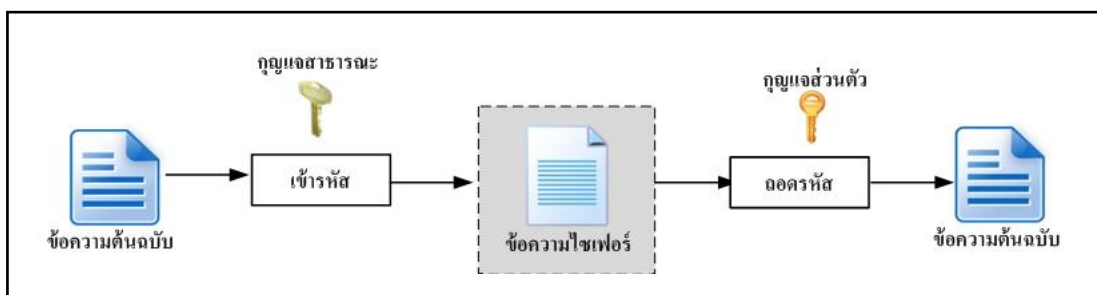 กุญแจสาธารณะ
กุญแจส่วนตัว
เข้ารหัส
ถอดรหัส
ข้อความต้นฉบับ
ข้อความไซเฟอร์
ข้อความต้นฉบับ